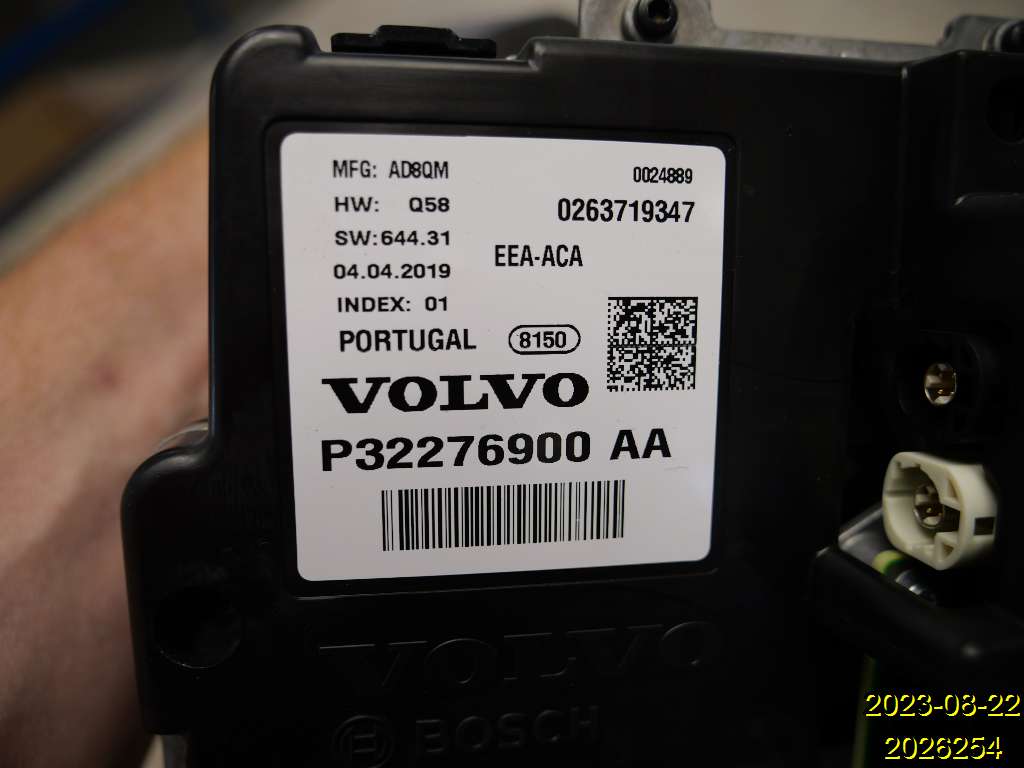 MFG: AD8QM 0024889
HW: Q58 0263719347
SW:644.31
EEA-ACA
04.04.2019
INDEX: 01
PORTUGAL 8150
VOLVO
P32276900 AA
VOLVO
BOSCH
2023-08-22
2026254